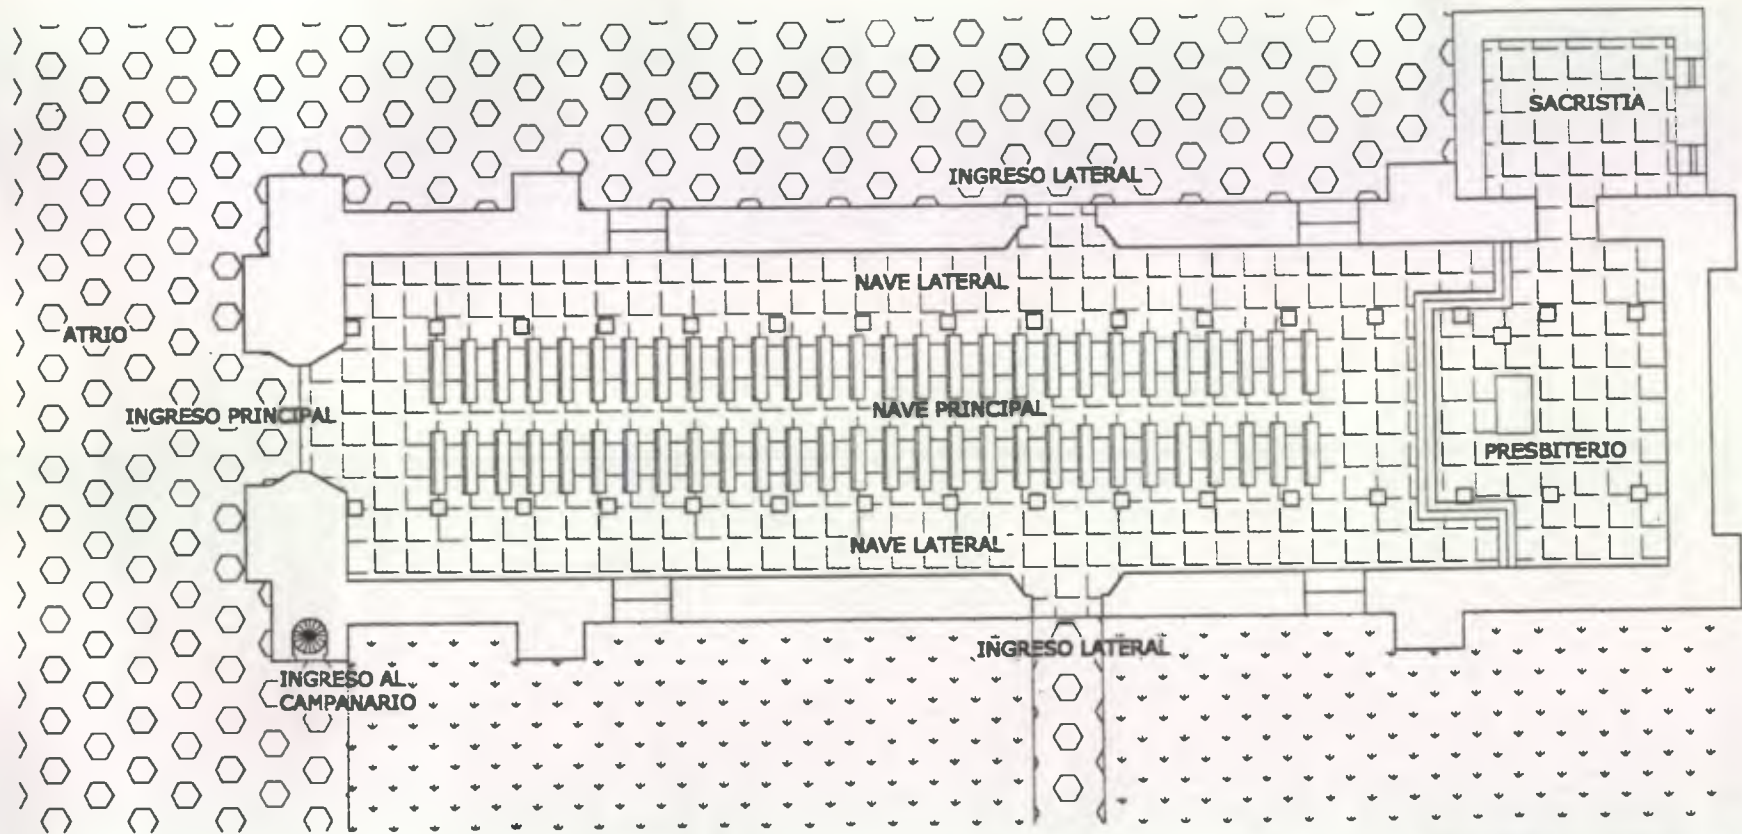 SACRISTIA
INGRESO LATERAL
NAVE LATERAL
ATRIO
INGRESO PRINCIPAL
NAVE PRINCIPAL
PRESBITERIO
NAVE LATERAL
INGRESO LATERAL
INGRESO AL
CAMPANARIO